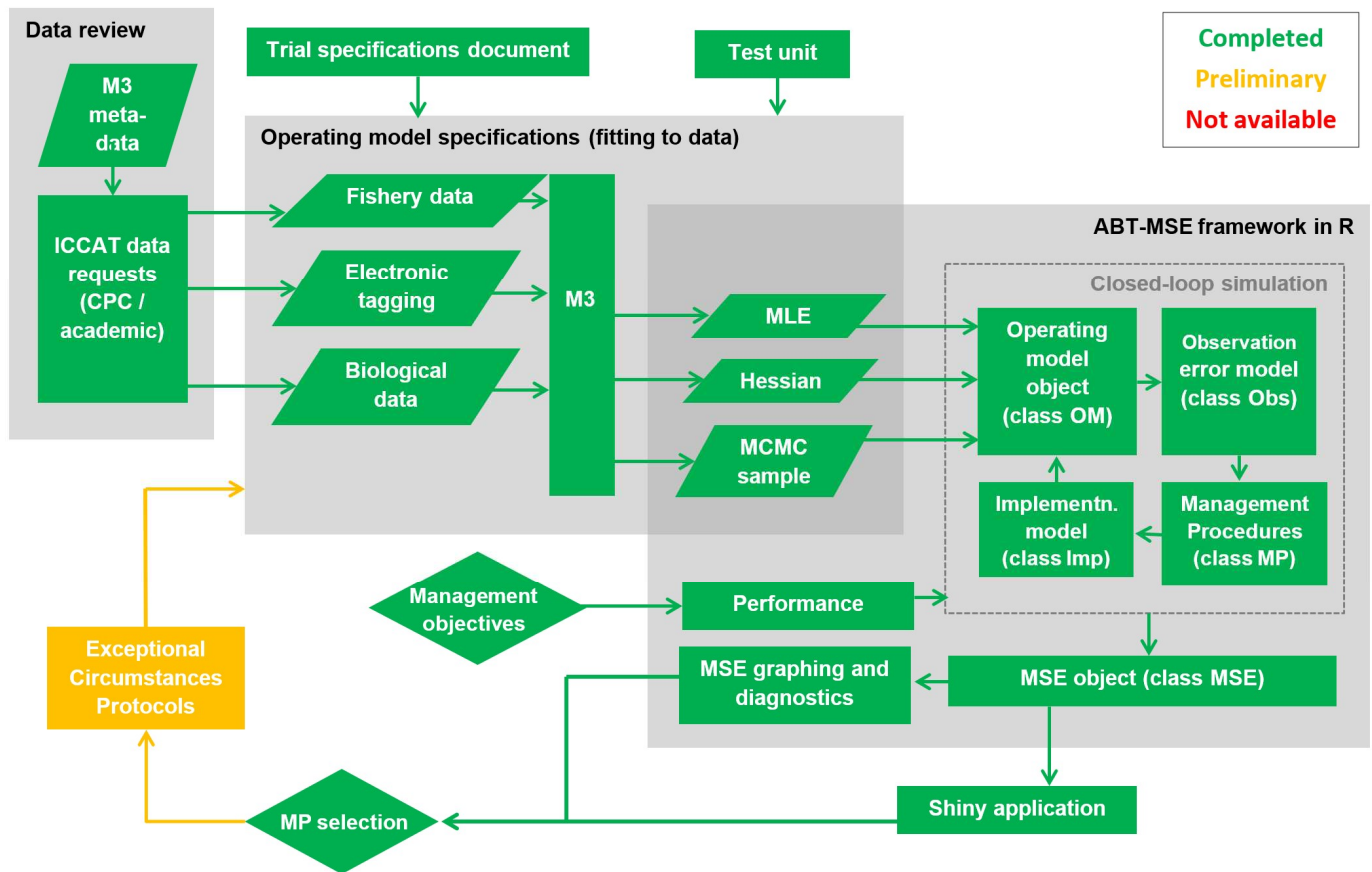 Data review
M3
meta-
data
ICCAT data
requests
(CPC /
academic)
Trial specifications document
Test unit
Completed
Preliminary
Not available
Operating model specifications (fitting to data)
Fishery data
Electronic
tagging
Biological
data
M3
ABT-MSE framework in R
MLE
Hessian
MCMC
sample
Closed-loop simulation
Operating
model
object
(class OM)
Observation
error model
(class Obs)
Implementn.
model
(class Imp)
Management
Procedures
(class MP)
Management
objectives
Performance
MSE graphing and
diagnostics
MSE object (class MSE)
Exceptional
Circumstances
Protocols
MP selection
Shiny application